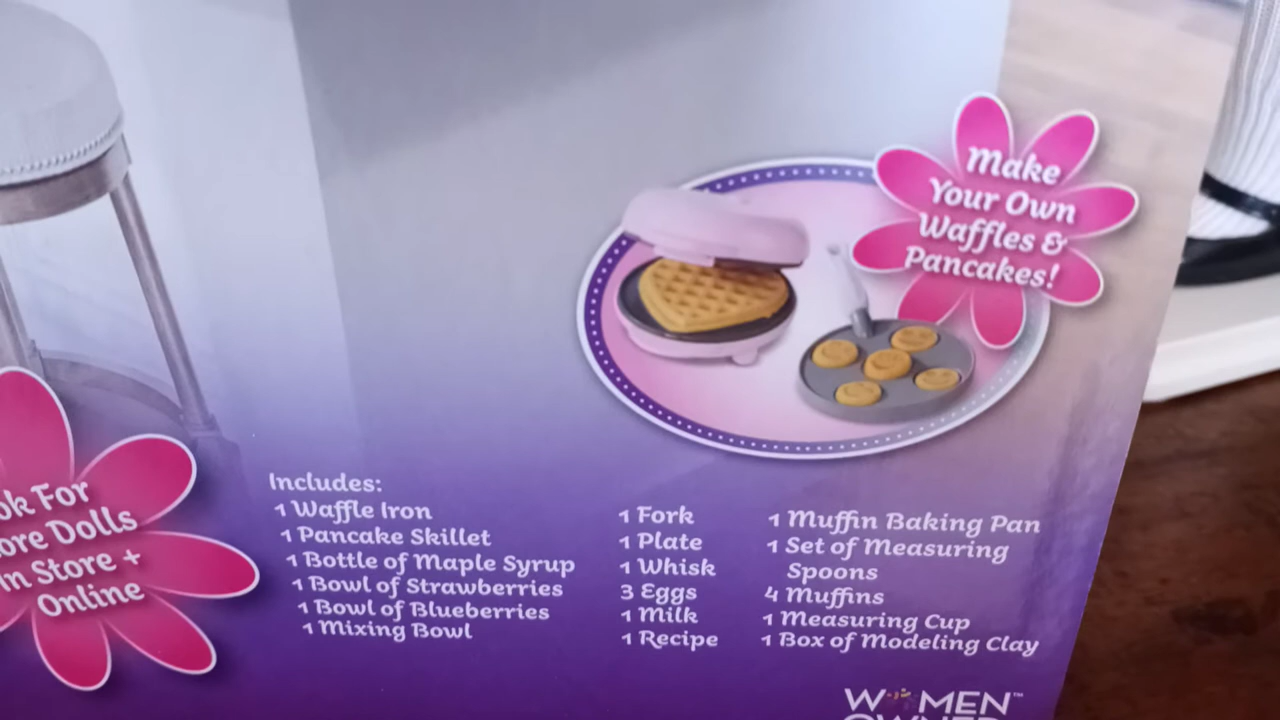 Make
Your Own
Waffles &
Pancakes!
For
Dolls
Store +
Online
Includes:
1 Waffle Iron
1 Pancake Skillet
1 Bottle of Maple Syrup
1 Bowl of Strawberries
1 Bowl of Blueberries
1 Mixing Bowl
1 Fork
1 Plate
1 Whisk
3 Eggs
1 Milk
1 Recipe
1 Muffin Baking Pan
1 Set of Measuring
Spoons
4 Muffins
1 Measuring Cup
1 Box of Modeling Clay
WOMEN™